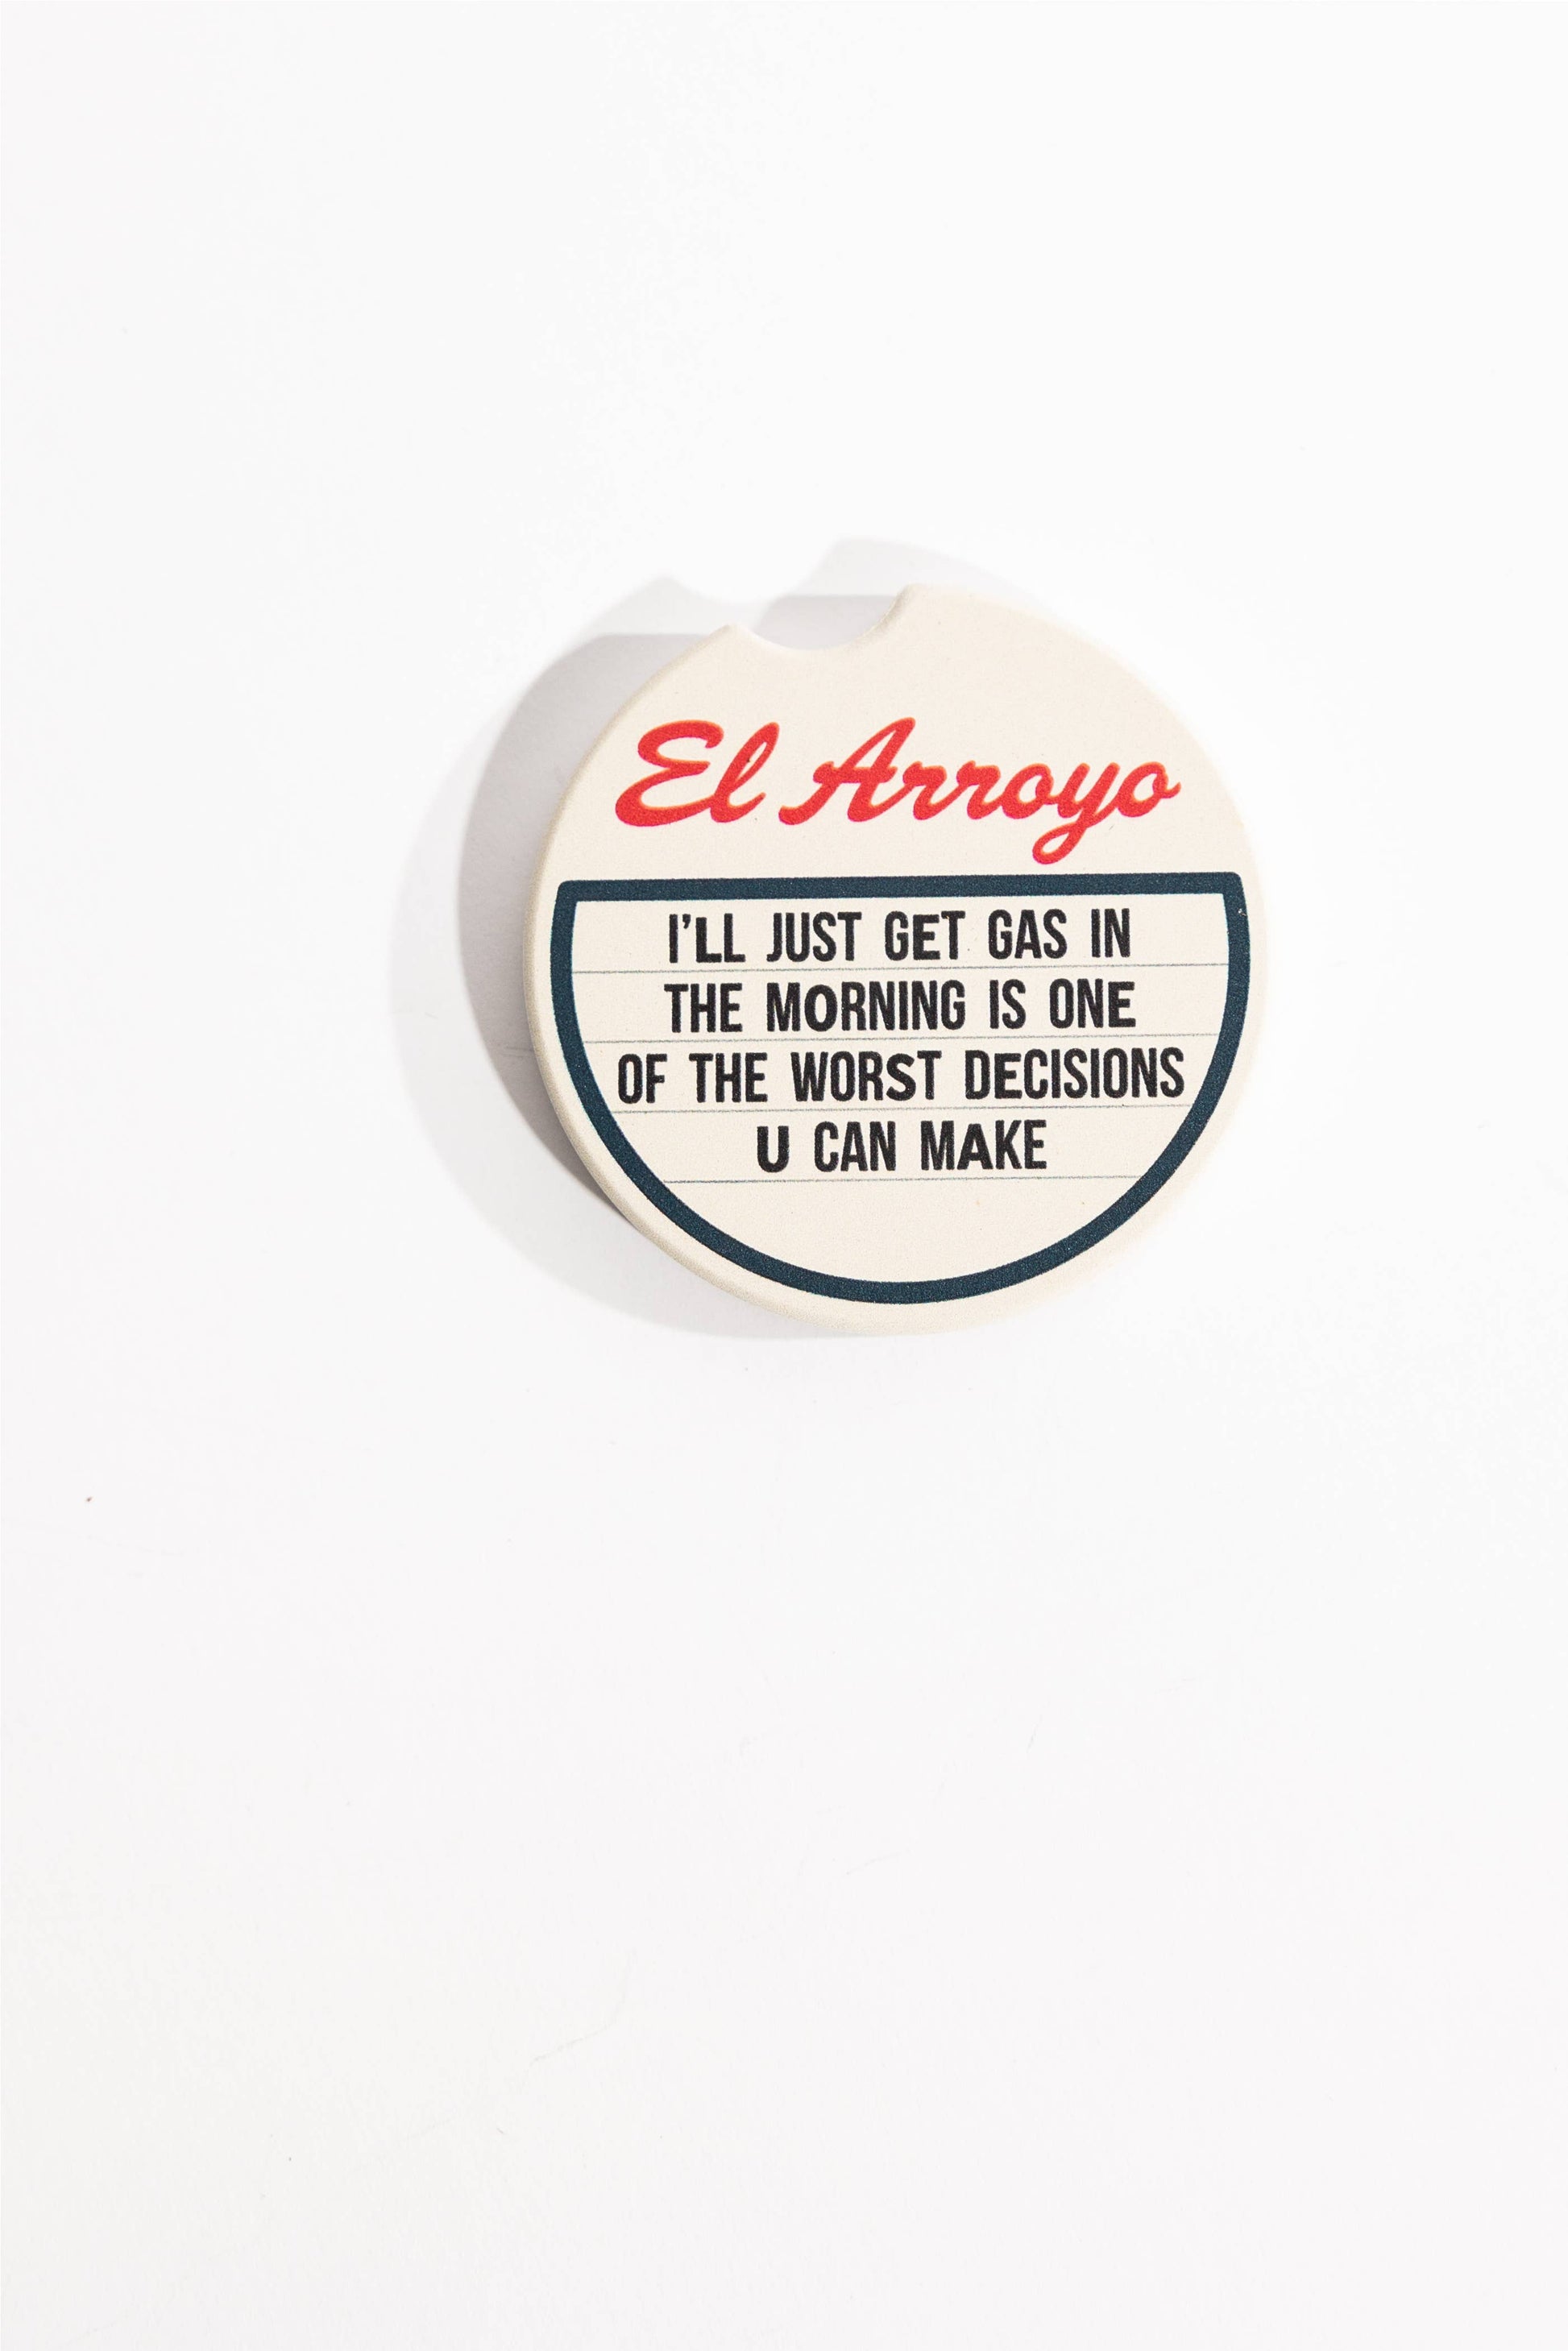 El Arroyo
I'LL JUST GET GAS IN
THE MORNING IS ONE
OF THE WORST DECISIONS
U CAN MAKE